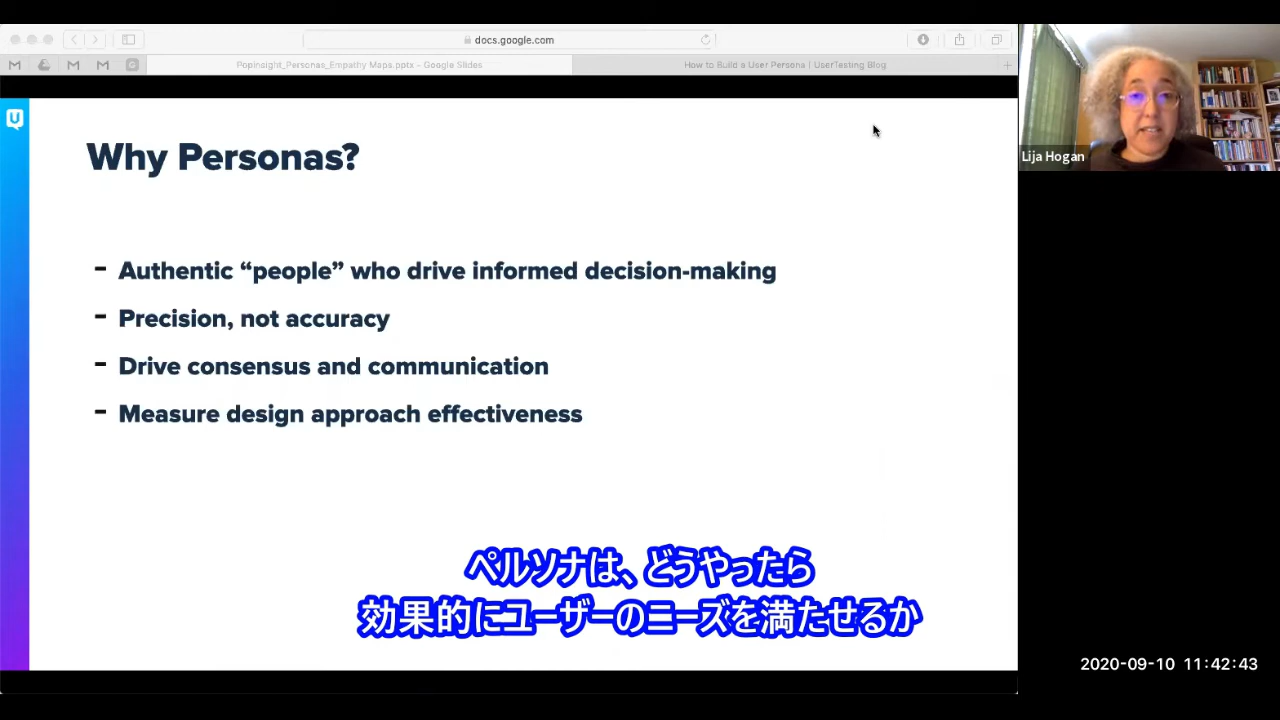 docs.google.com
Popinsight_Personas_Empathy Maps.pptx – Google Slides
How to Build a User Persona | UserTesting Blog
U
Why Personas?
- Authentic “people” who drive informed decision-making
- Precision, not accuracy
- Drive consensus and communication
- Measure design approach effectiveness
Lija Hogan
ペルソナは、どうやったら
効果的にユーザーのニーズを満たせるか
2020-09-10 11:42:43